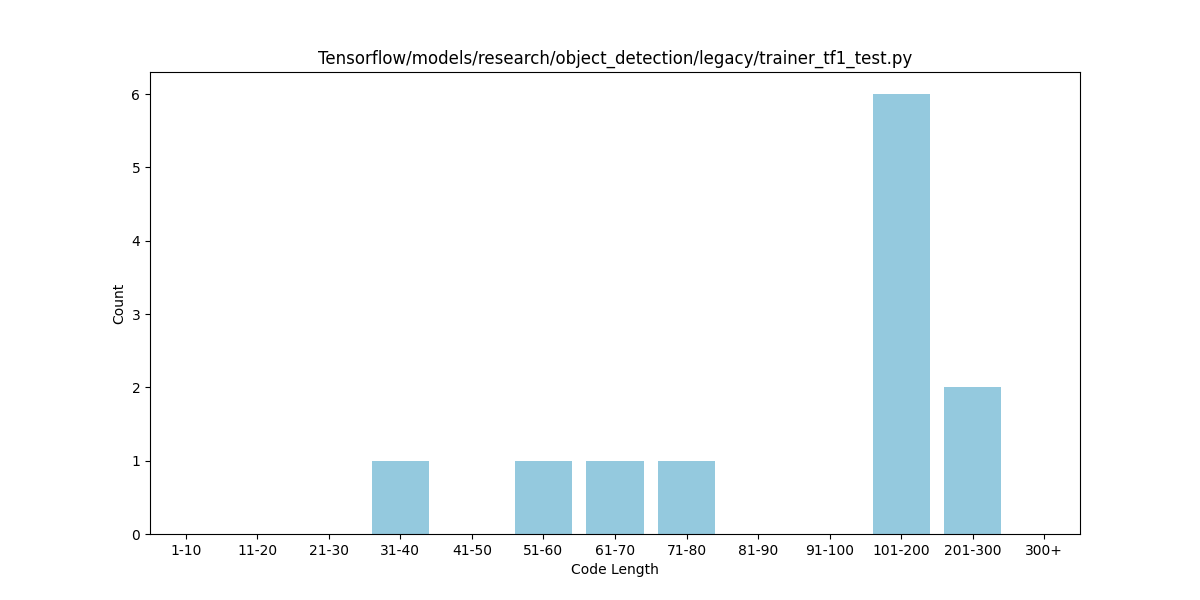 Tensorflow/models/research/object_detection/legacy/trainer_tf1_test.py
6
5
4
3
2
1
0
Count
1-10 11-20 21-30 31-40 41-50 51-60 61-70 71-80 81-90 91-100 101-200 201-300 300+
Code Length